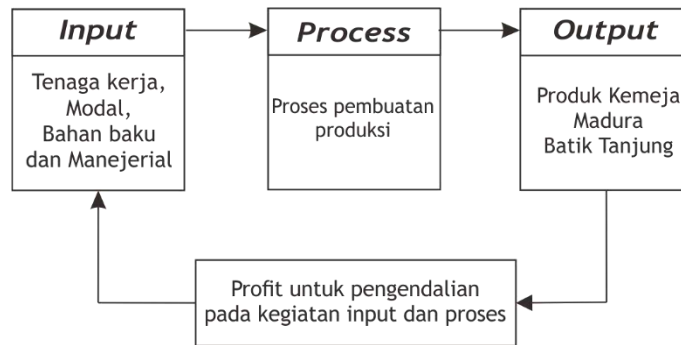 Input
Tenaga kerja,
Modal,
Bahan baku
dan Manejerial
Process
Proses pembuatan
produksi
Output
Produk Kemeja
Madura
Batik Tanjung
Profit untuk pengendalian
pada kegiatan input dan proses